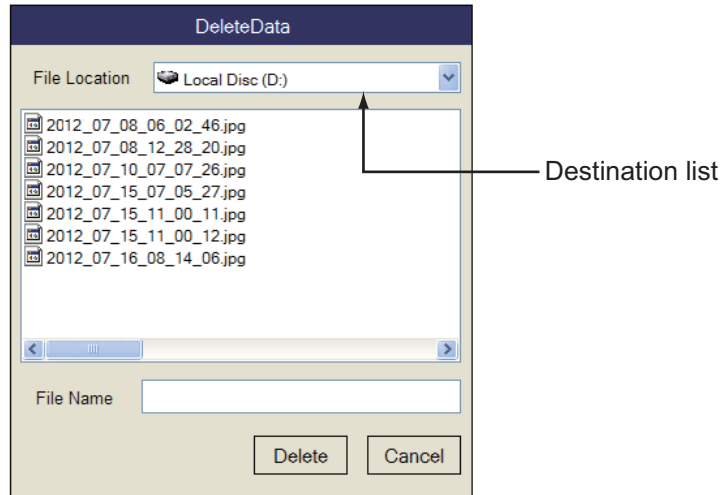 DeleteData
File Location
Local Disc (D:)
2012_07_08_06_02_46.jpg
2012_07_08_12_28_20.jpg
2012_07_10_07_07_26.jpg
2012_07_15_07_05_27.jpg
2012_07_15_11_00_11.jpg
2012_07_15_11_00_12.jpg
2012_07_16_08_14_06.jpg
Destination list
File Name
Delete
Cancel